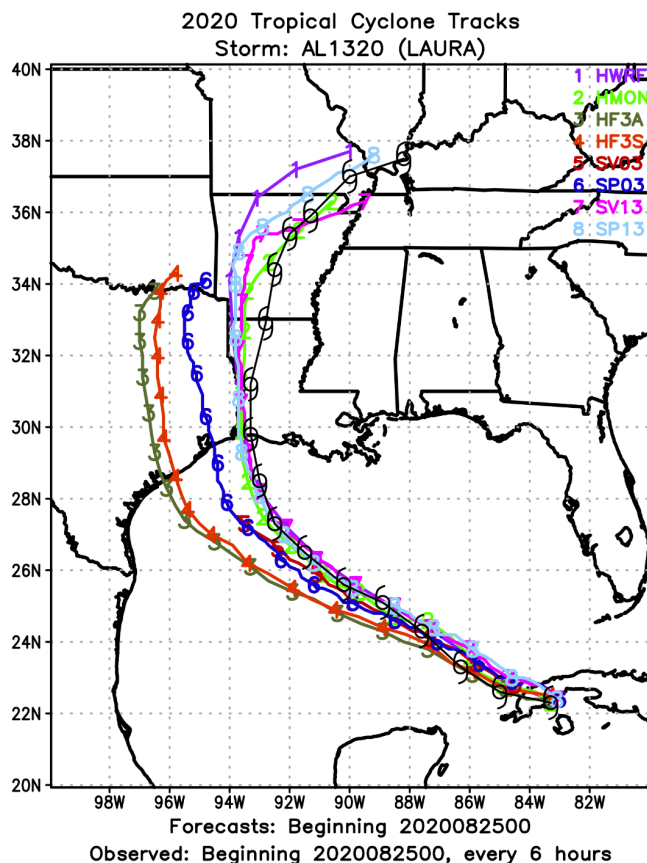 2020 Tropical Cyclone Tracks
Storm: AL1320 (LAURA)
40N
1 HWRF
2 HMON
3 HF3A
38N
4 HF3S
5 SV03
6 SP03
36N
7 SV13
8 SP13
34N
32N
30N
28N
26N
24N
22N
20N
98W 96W 94W 92W 90W 88W 86W 84W 82W
Forecasts: Beginning 2020082500
Observed: Beginning 2020082500, every 6 hours